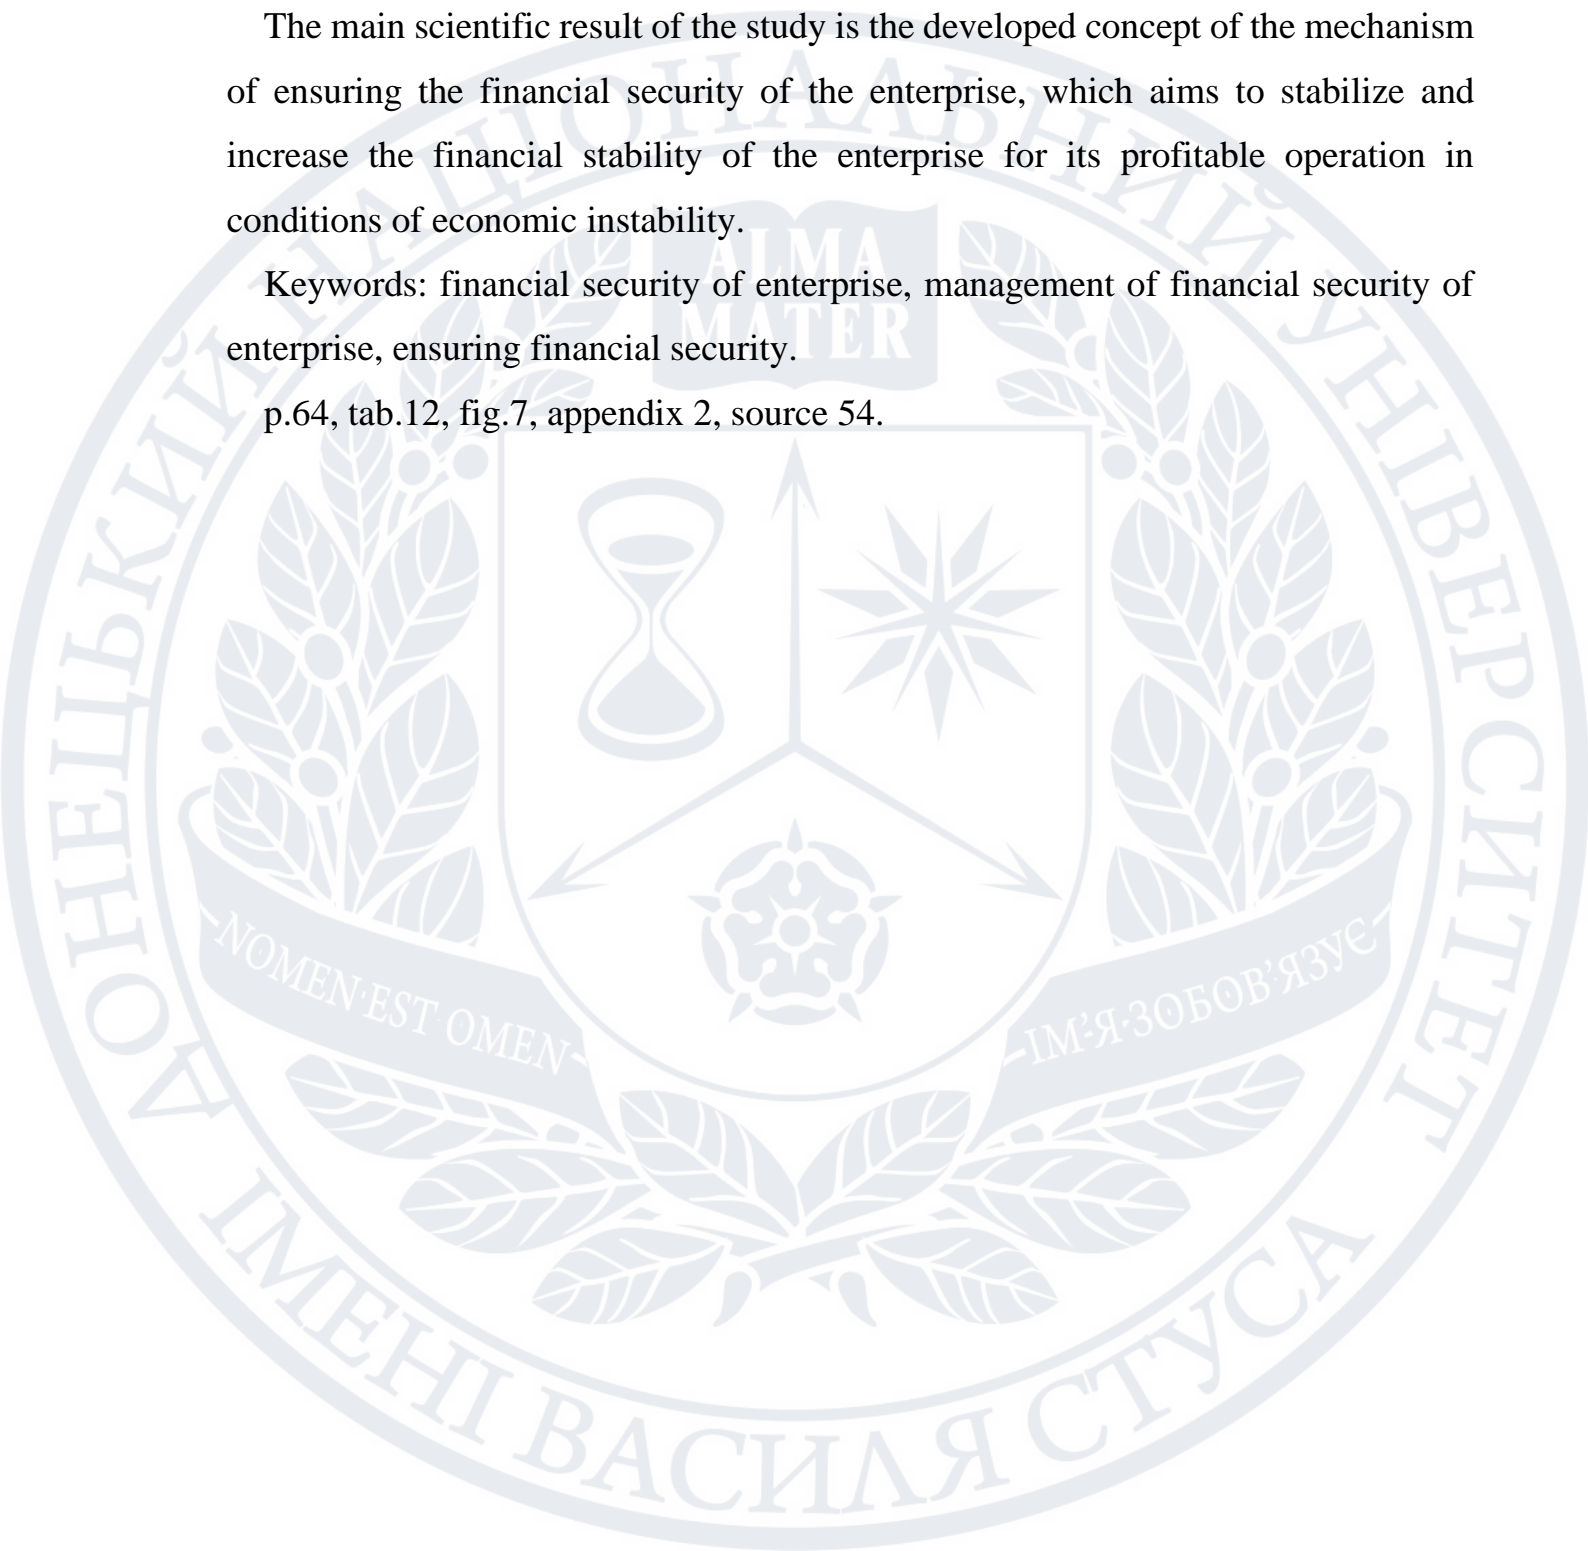 The main scientific result of the study is the developed concept of the mechanism
of ensuring the financial security of the enterprise, which aims to stabilize and
increase the financial stability of the enterprise for its profitable operation in
conditions of economic instability.
Keywords: financial security of enterprise, management of financial security of
enterprise, ensuring financial security.
p.64, tab.12, fig.7, appendix 2, source 54.
ДОНЕЦЬКИЙ НАЦІОНАЛЬНИЙ УНІВЕРСИТЕТ
ALMA
MATER
NOMEN·EST·OMEN
ІМ'Я·ЗОБОВ'ЯЗУЄ
ІМЕНІ ВАСИЛЯ СТУСА